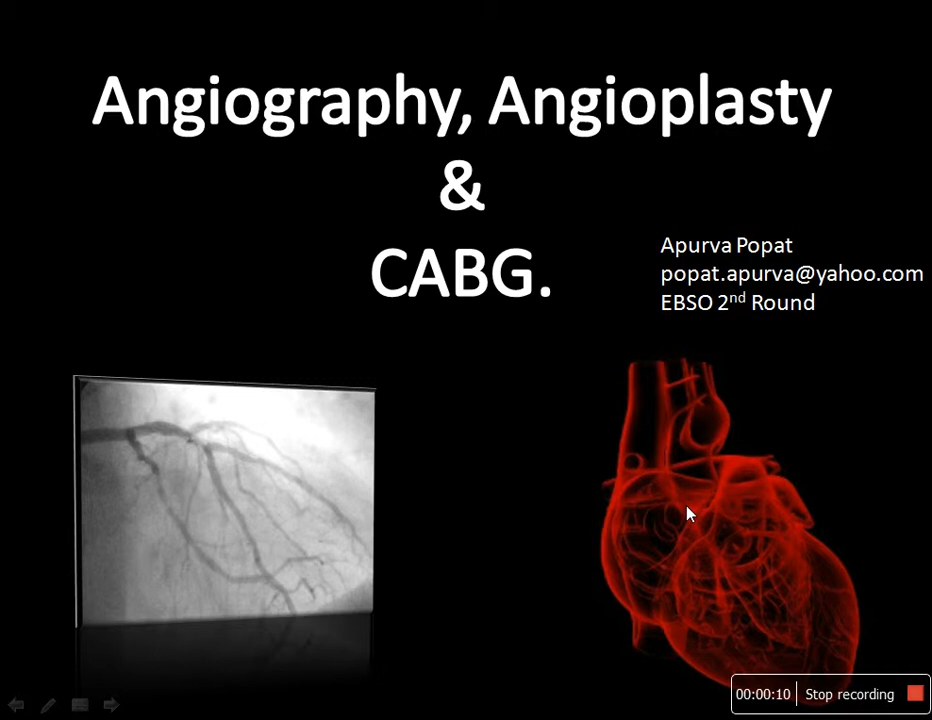 Angiography, Angioplasty
&
CABG.
Apurva Popat
popat.apurva@yahoo.com
EBSO 2nd Round
00:00:10 Stop recording